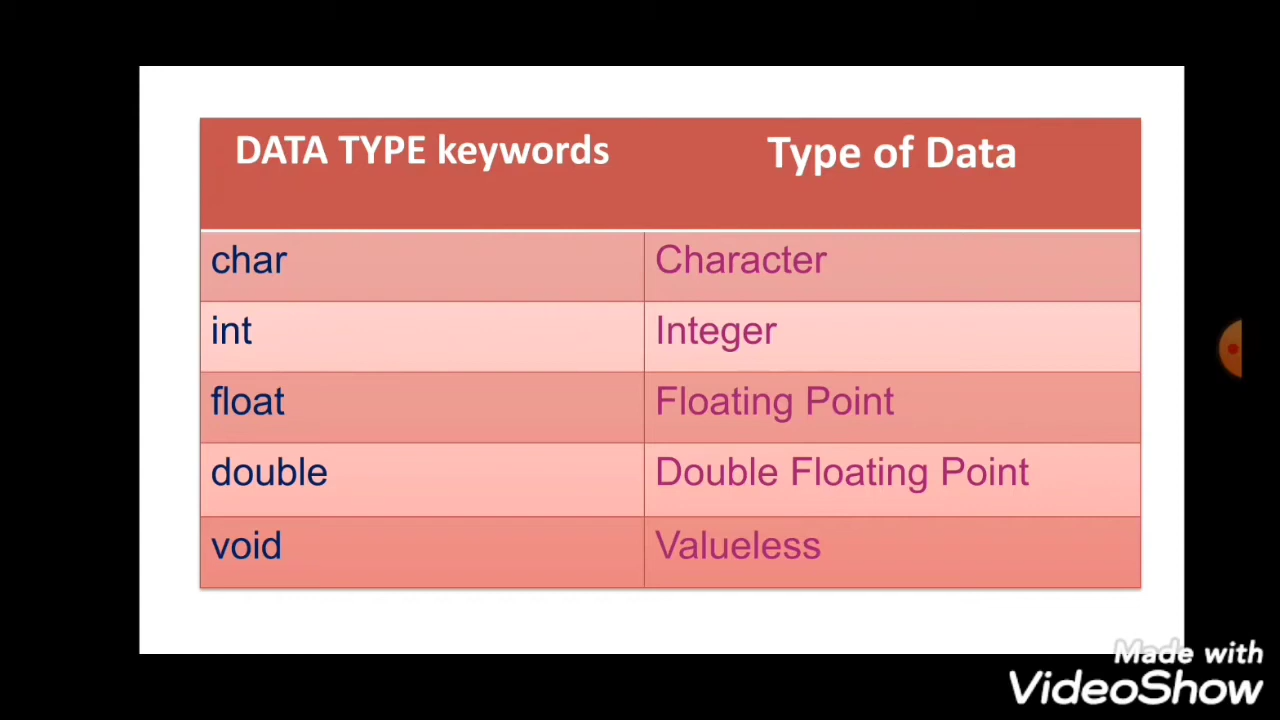 DATA TYPE keywords Type of Data
char Character
int Integer
float Floating Point
double Double Floating Point
void Valueless
Made with
VideoShow